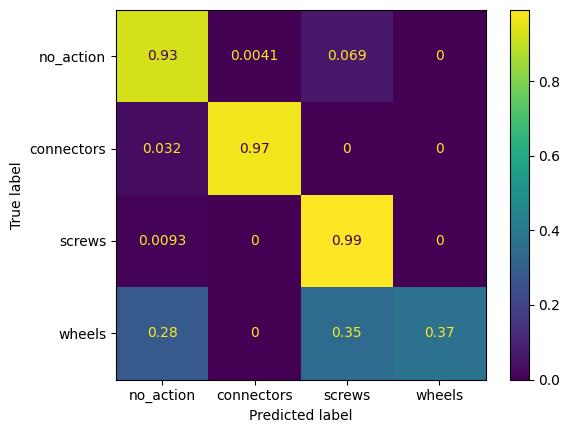 no_action 0.93 0.0041 0.069 0
connectors 0.032 0.97 0 0
screws 0.0093 0 0.99 0
wheels 0.28 0 0.35 0.37
no_action connectors screws wheels
Predicted label
True label
0.8
0.6
0.4
0.2
0.0